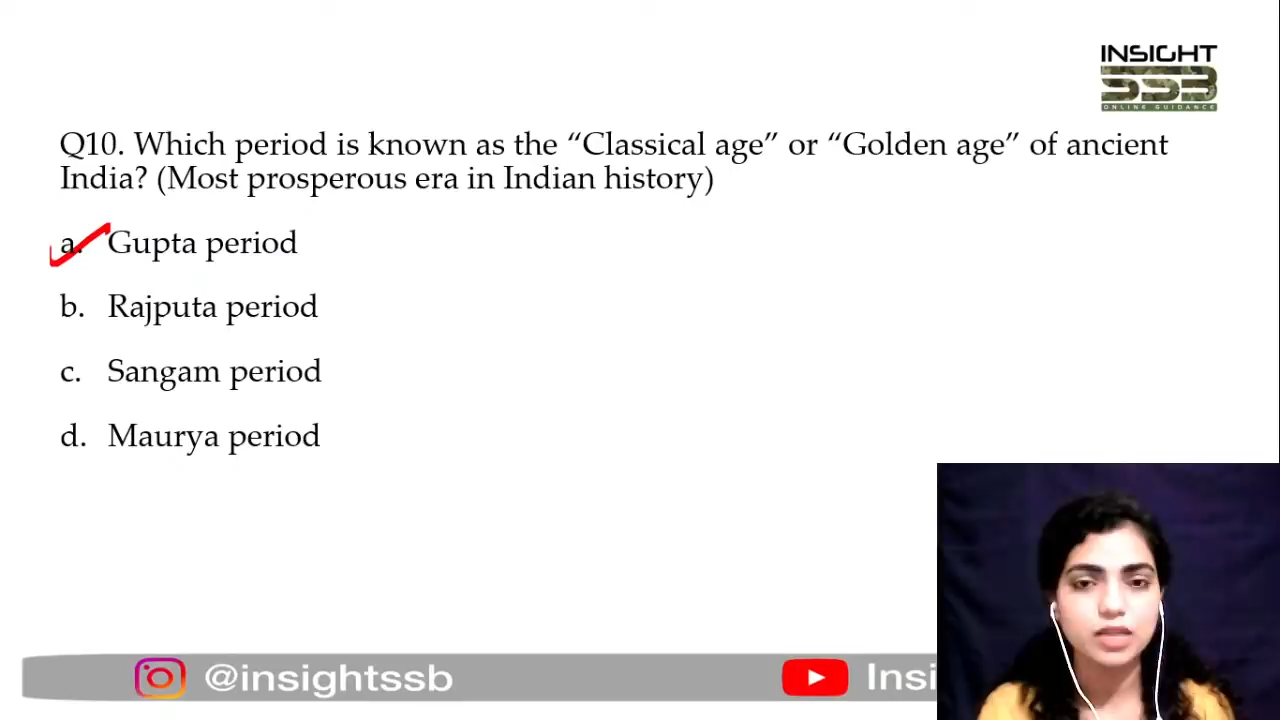 INSIGHT
SSB
ONLINE GUIDANCE
Q10. Which period is known as the “Classical age” or “Golden age” of ancient
India? (Most prosperous era in Indian history)
a. Gupta period
b. Rajputa period
c. Sangam period
d. Maurya period
@insightssb
Insi